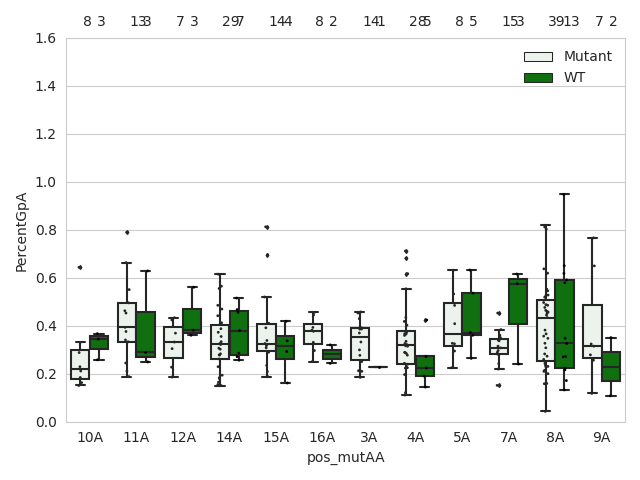 8 3 13 3 7 3 29 7 14 4 8 2 14 1 28 5 8 5 15 3 39 13 7 2
1.6
Mutant
WT
1.4
1.2
1.0
0.8
0.6
0.4
0.2
0.0
PercentGpA
10A 11A 12A 14A 15A 16A 3A 4A 5A 7A 8A 9A
pos_mutAA